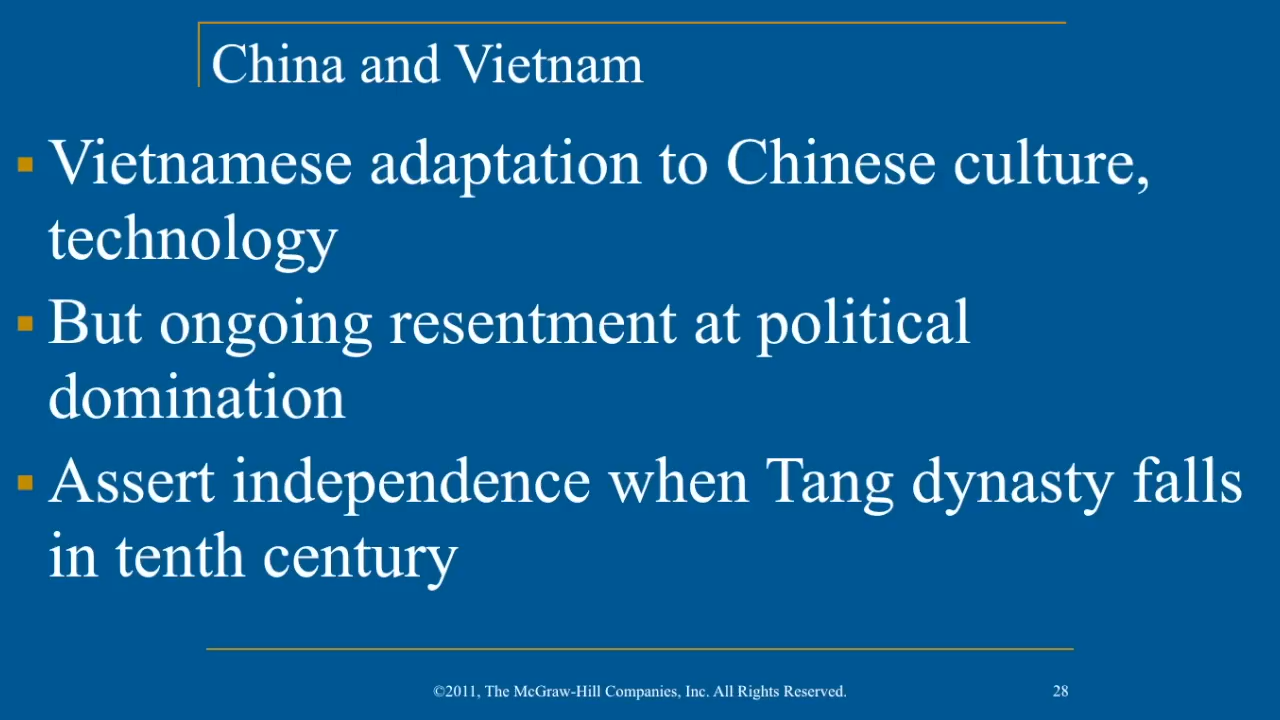 China and Vietnam
▪ Vietnamese adaptation to Chinese culture,
technology
▪ But ongoing resentment at political
domination
▪ Assert independence when Tang dynasty falls
in tenth century
©2011, The McGraw-Hill Companies, Inc. All Rights Reserved.
28